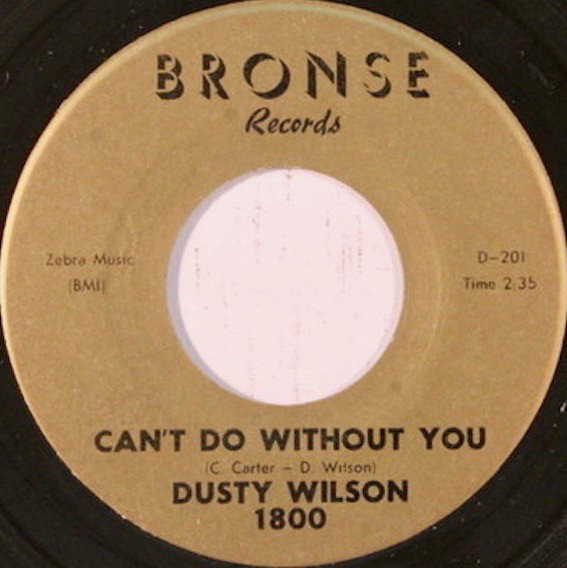 BRONSE
Records
Zebra Music
(BMI)
D-201
Time 2:35
CAN'T DO WITHOUT YOU
(C. Carter – D. Wilson)
DUSTY WILSON
1800